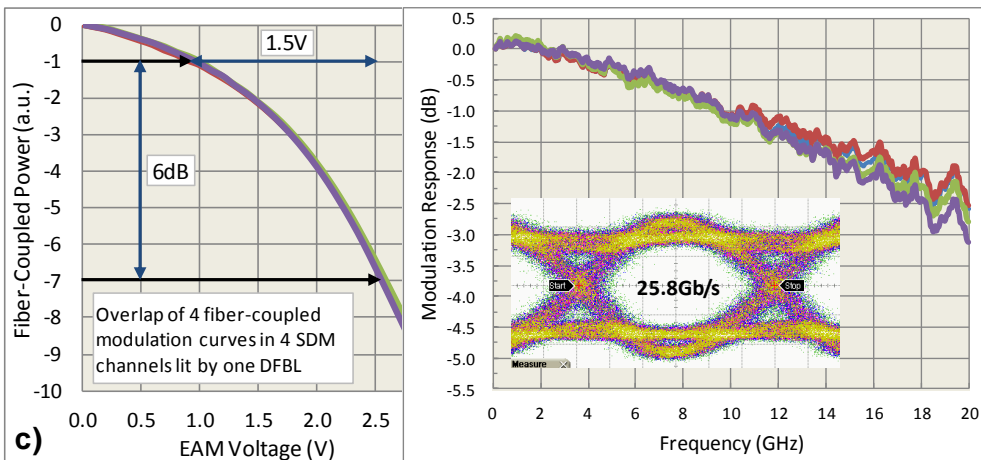 0
-1
-2
-3
-4
-5
-6
-7
-8
-9
-10
Fiber-Coupled Power (a.u.)
1.5V
6dB
Overlap of 4 fiber-coupled
modulation curves in 4 SDM
channels lit by one DFBL
0.0 0.5 1.0 1.5 2.0 2.5
EAM Voltage (V)
c)
0.5
0.0
-0.5
-1.0
-1.5
-2.0
-2.5
-3.0
-3.5
-4.0
-4.5
-5.0
-5.5
Modulation Response (dB)
Start
25.8Gb/s
Stop
Measure
0 2 4 6 8 10 12 14 16 18 20
Frequency (GHz)